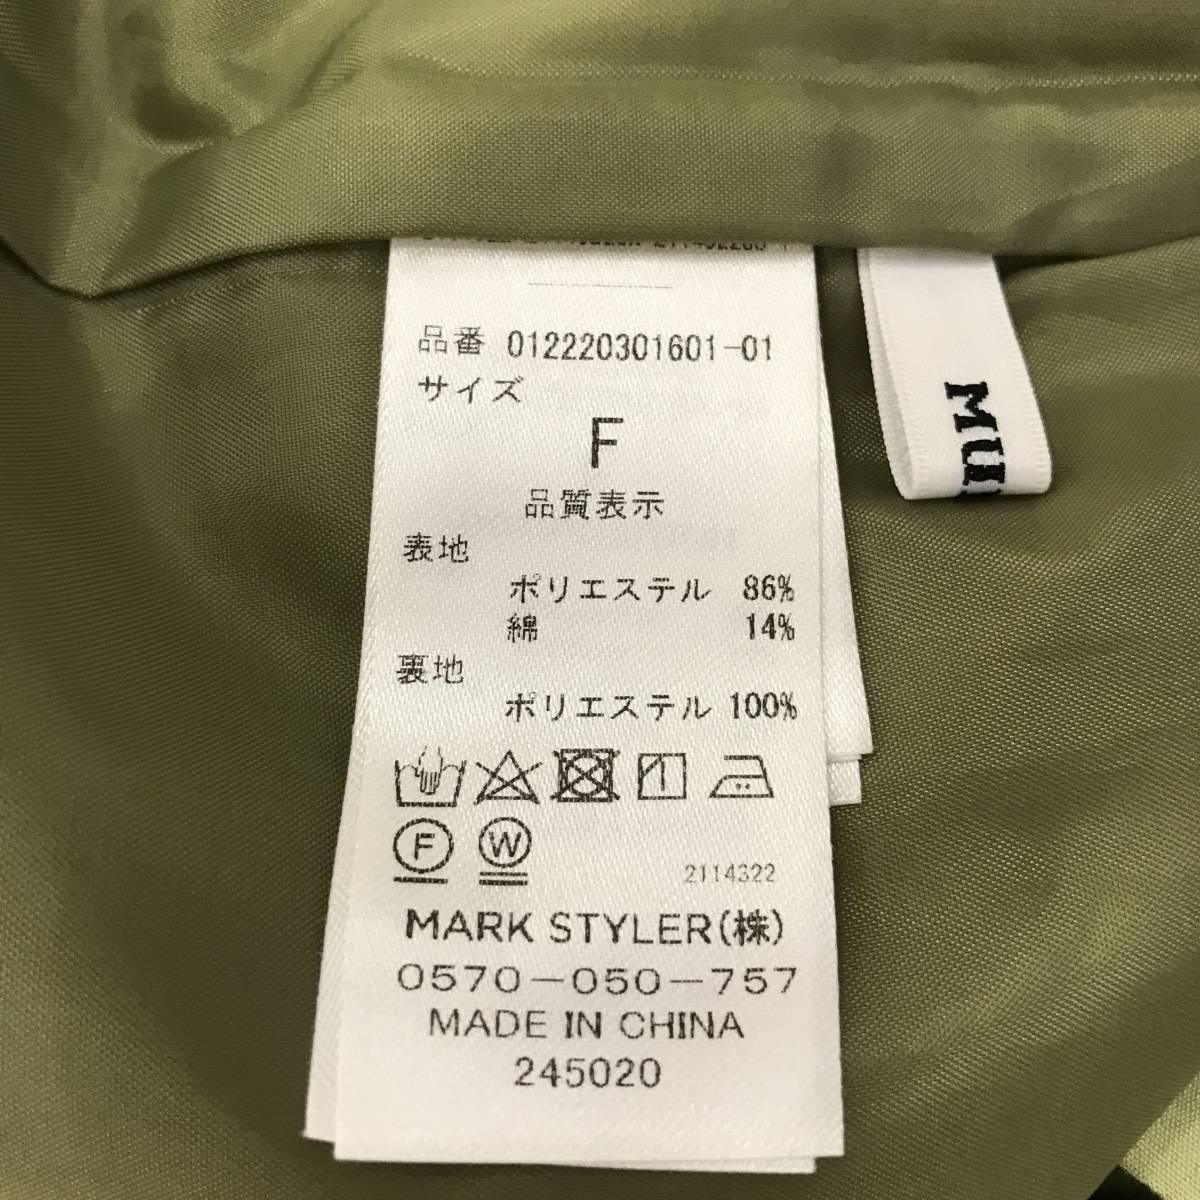 品番 012220301601-01
サイズ
F
品質表示
表地
ポリエステル 86%
綿 14%
裏地
ポリエステル 100%
F W
2114322
MARK STYLER(株)
0570-050-757
MADE IN CHINA
245020